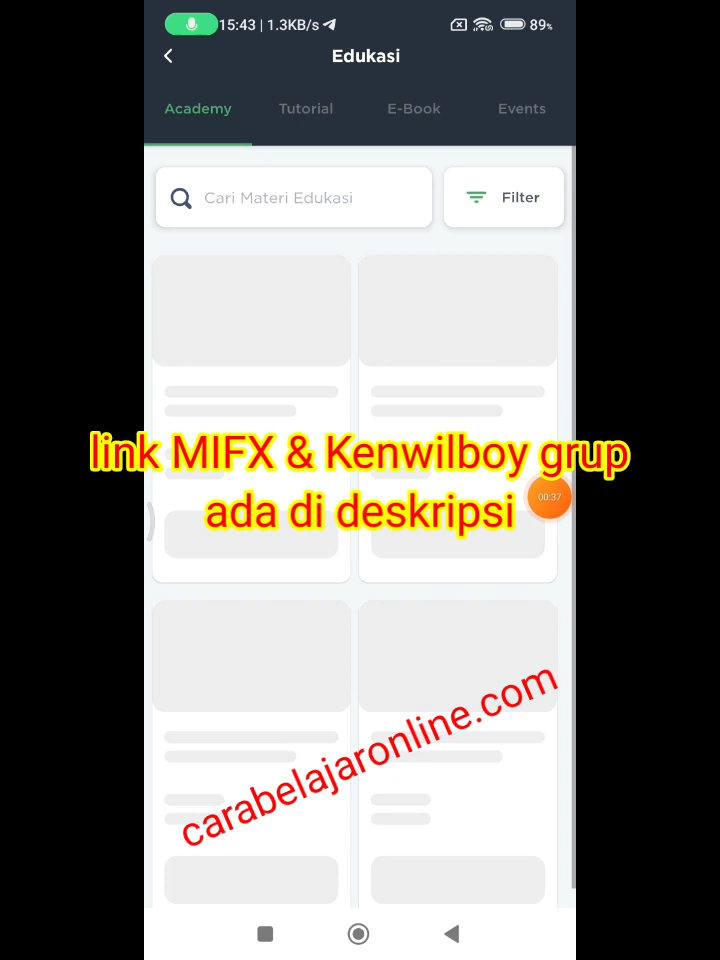 15:43 | 1.3KB/s
89%
Edukasi
Academy
Tutorial
E-Book
Events
Cari Materi Edukasi
Filter
link MIFX & Kenwilboy grup
ada di deskripsi
00:37
carabelajaronline.com